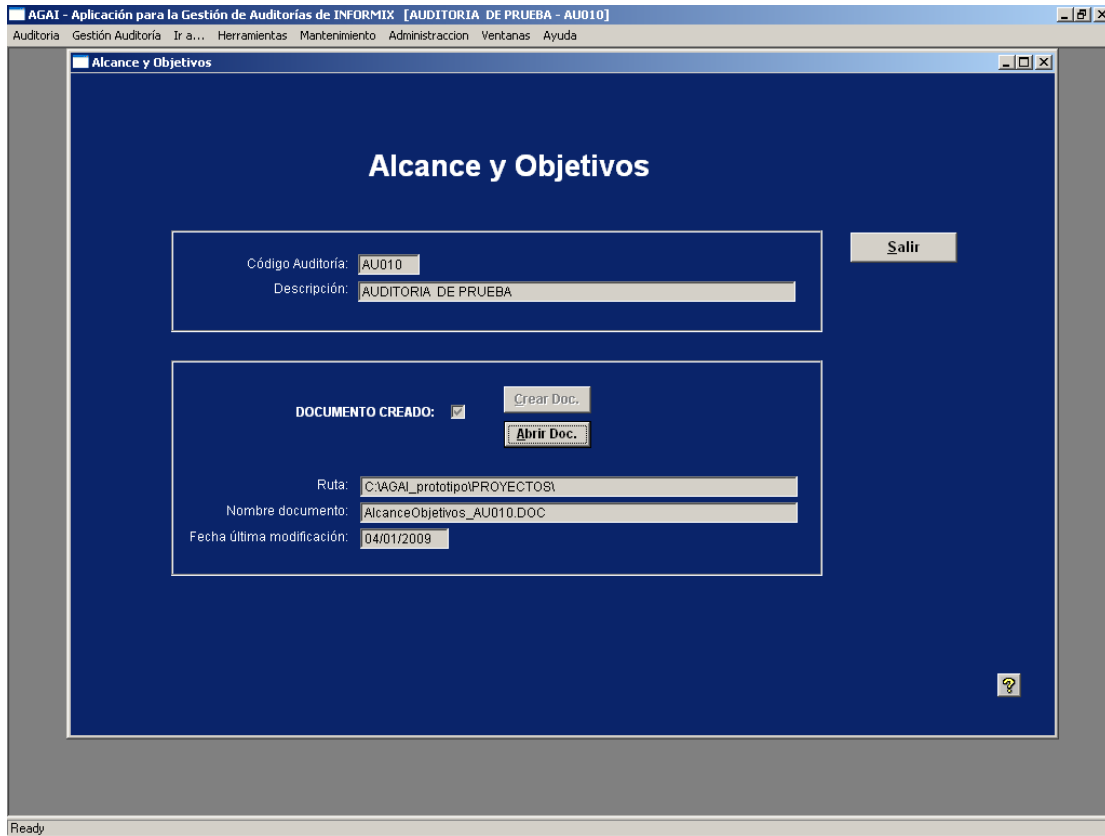 AGAI - Aplicación para la Gestión de Auditorías de INFORMIX [AUDITORIA DE PRUEBA - AU010]
Auditoria Gestión Auditoría Ir a... Herramientas Mantenimiento Administraccion Ventanas Ayuda
Alcance y Objetivos
Alcance y Objetivos
Salir
Código Auditoría: AU010
Descripción: AUDITORIA DE PRUEBA
Crear Doc.
DOCUMENTO CREADO:
Abrir Doc.
Ruta: C:\AGAI_prototipo\PROYECTOS\
Nombre documento: AlcanceObjetivos_AU010.DOC
Fecha última modificación: 04/01/2009
?
Ready